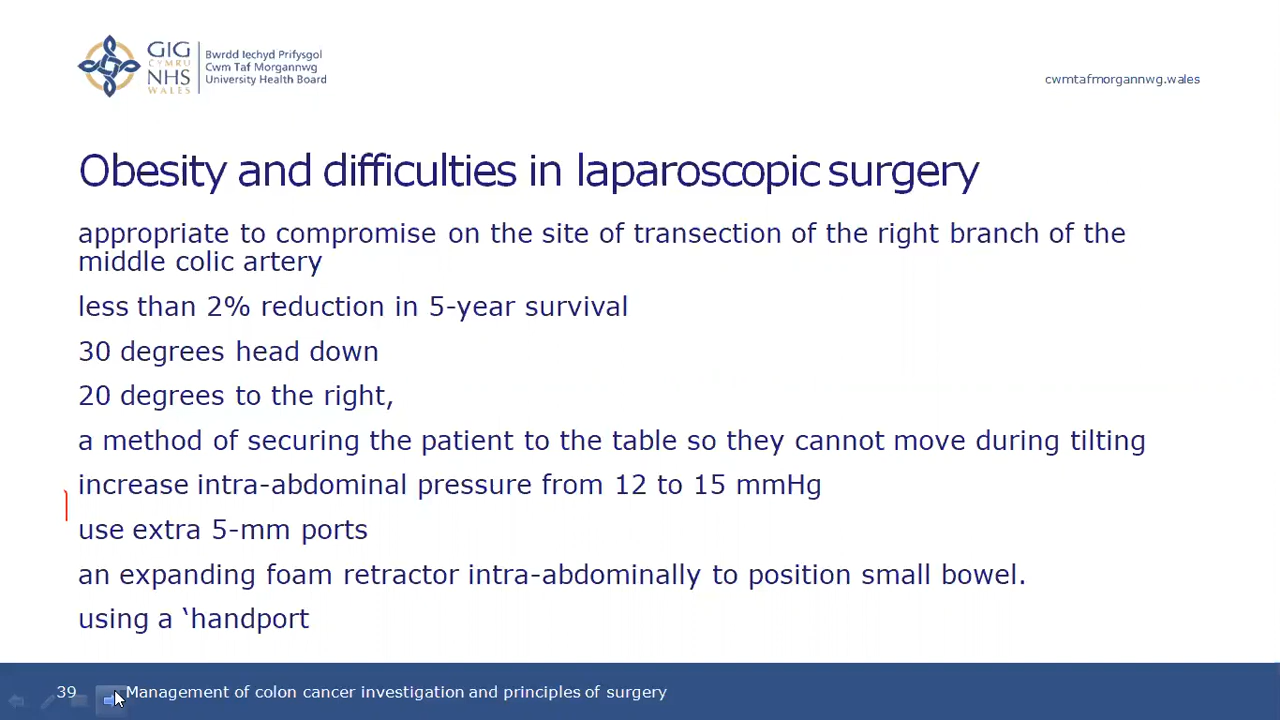 GIG
CYMRU
NHS
WALES
Bwrdd Iechyd Prifysgol
Cwm Taf Morgannwg
University Health Board
cwmtafmorgannwg.wales
Obesity and difficulties in laparoscopic surgery
appropriate to compromise on the site of transection of the right branch of the
middle colic artery
less than 2% reduction in 5-year survival
30 degrees head down
20 degrees to the right,
a method of securing the patient to the table so they cannot move during tilting
increase intra-abdominal pressure from 12 to 15 mmHg
use extra 5-mm ports
an expanding foam retractor intra-abdominally to position small bowel.
using a ‘handport
39 Management of colon cancer investigation and principles of surgery